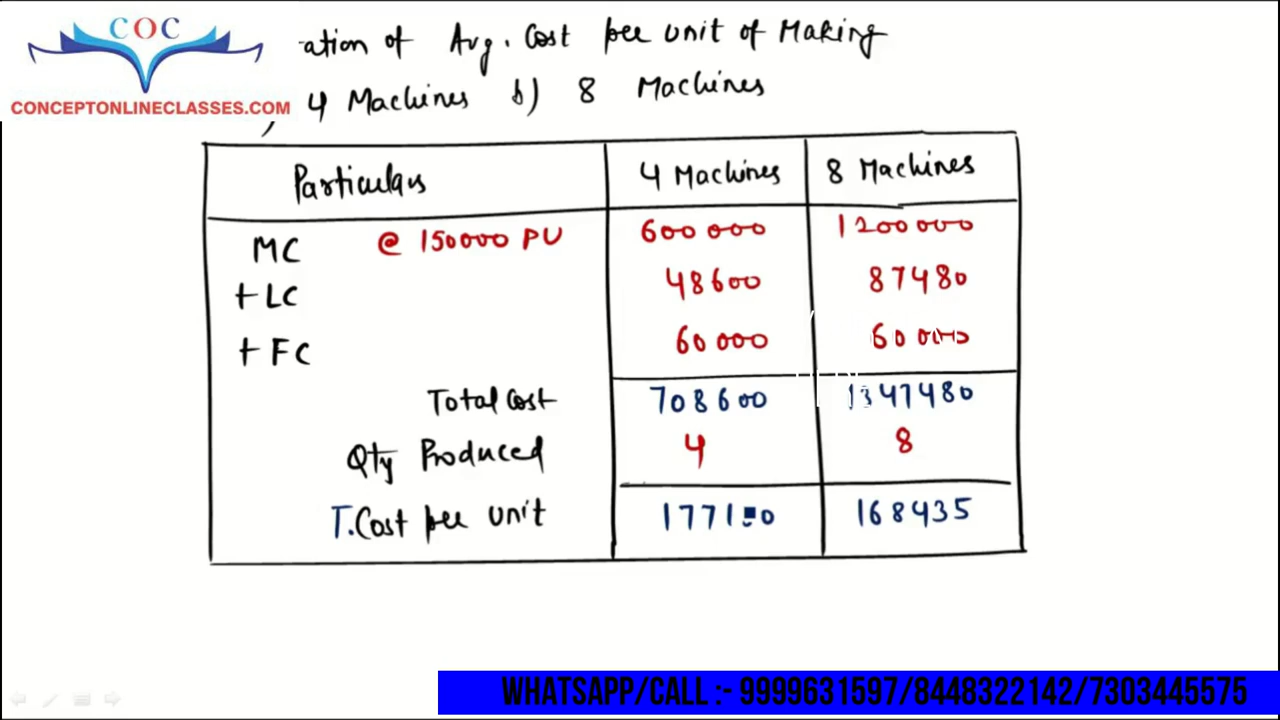 COC
CONCEPTONLINECLASSES.COM
ation of Avg. Cost per unit of Making
4 Machines b) 8 Machines
Particulars 4 Machines 8 Machines
MC @ 150000 PU 600000 1200000
+ LC 48600 87480
+ FC 60000 60000
Total Cost 708600 1347480
Qty Produced 4 8
T. Cost per unit 177150 168435
WHATSAPP/CALL :- 9999631597/8448322142/7303445575